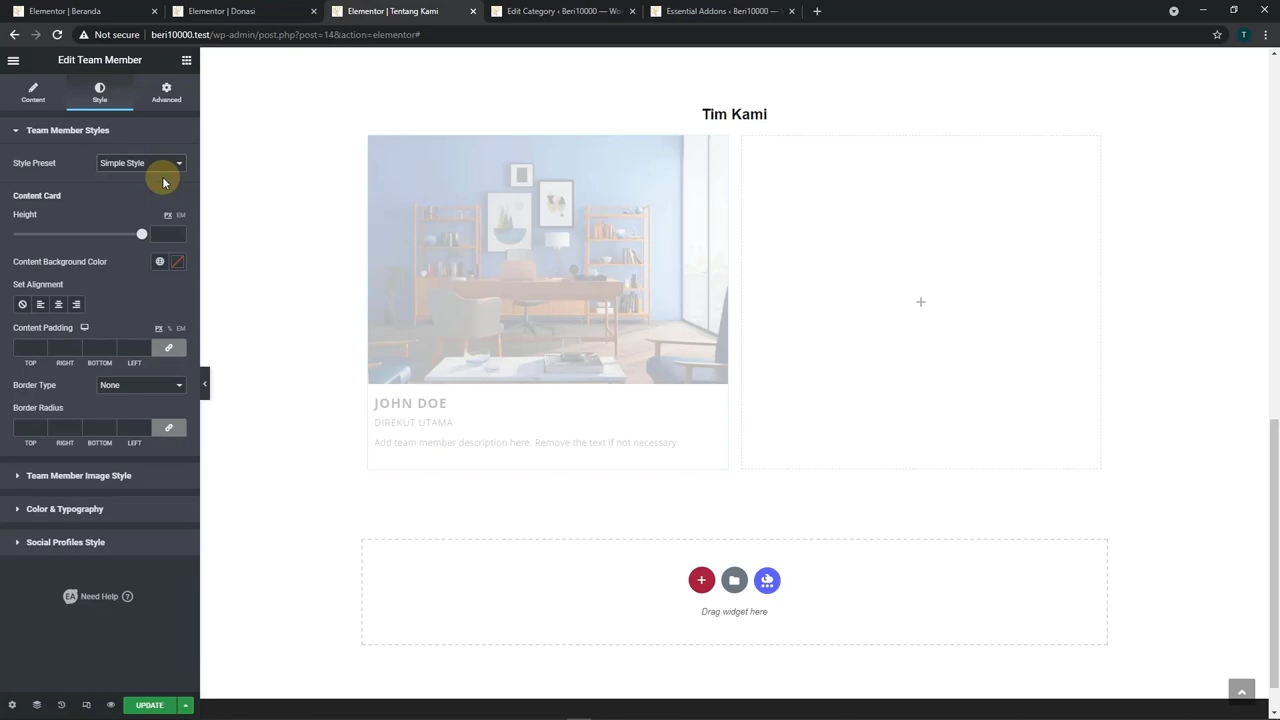 Elementor | Beranda
Elementor | Donasi
Elementor | Tentang Kami
Edit Category ‹ Beri10000 — Wo
Essential Addons ‹ Beri10000 —
Not secure
beri10000.test/wp-admin/post.php?post=14&action=elementor#
T
Edit Team Member
Content
Style
Advanced
Team Member Styles
Style Preset
Simple Style
Content Card
Height
PX EM
Content Background Color
Set Alignment
Content Padding
PX % EM
TOP RIGHT BOTTOM LEFT
Border Type
None
Border Radius
TOP RIGHT BOTTOM LEFT
Team Member Image Style
Color & Typography
Social Profiles Style
EA Need Help
UPDATE
Tim Kami
JOHN DOE
DIREKUT UTAMA
Add team member description here. Remove the text if not necessary.
Drag widget here